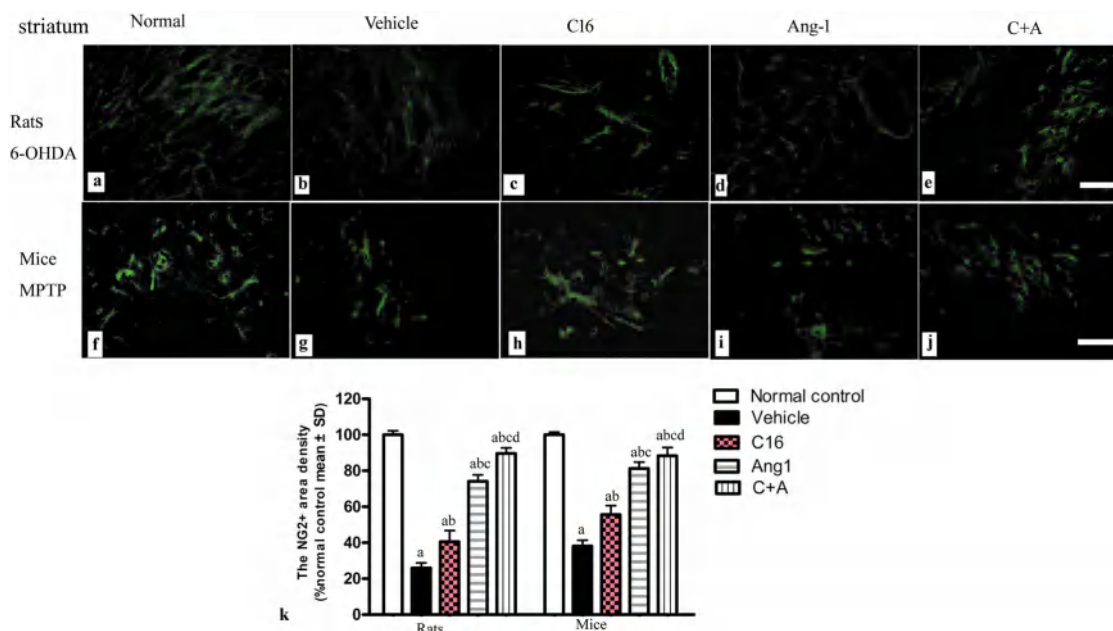 striatum Normal Vehicle C16 Ang-1 C+A
Rats
6-OHDA
a b c d e
Mice
MPTP
f g h i j
Normal control
Vehicle
C16
Ang1
C+A
The NG2+ area density
(%normal control mean ± SD)
120
100
80
60
40
20
0
a ab abc abcd a ab abc abcd
k Rats Mice